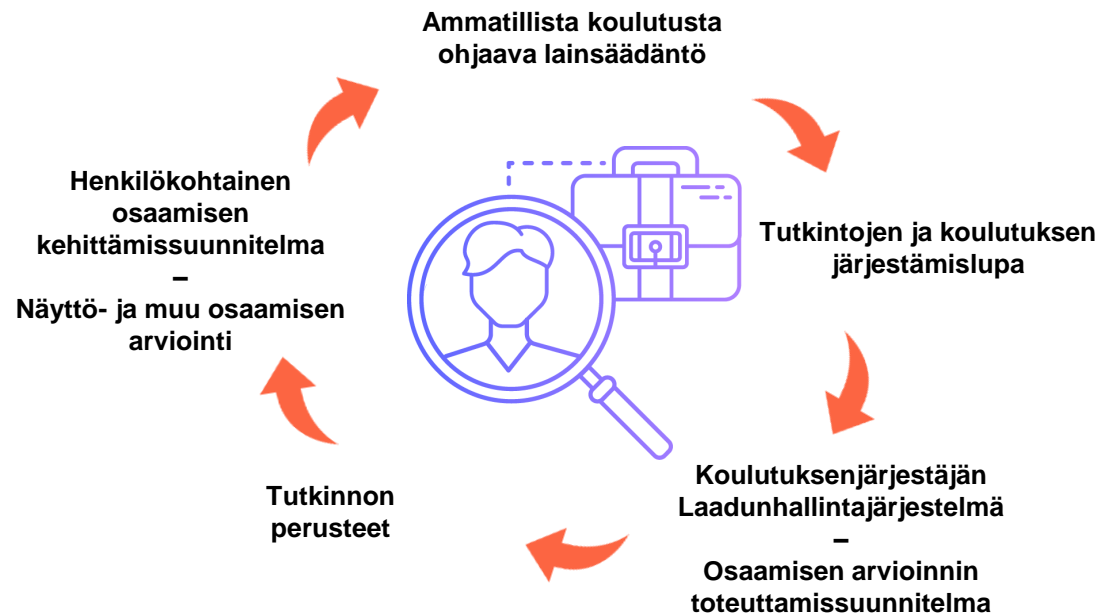 Ammatillista koulutusta
ohjaava lainsäädäntö
Tutkintojen ja koulutuksen
järjestämislupa
Koulutuksenjärjestäjän
Laadunhallintajärjestelmä
–
Osaamisen arvioinnin
toteuttamissuunnitelma
Tutkinnon
perusteet
Henkilökohtainen
osaamisen
kehittämissuunnitelma
–
Näyttö- ja muu osaamisen
arviointi